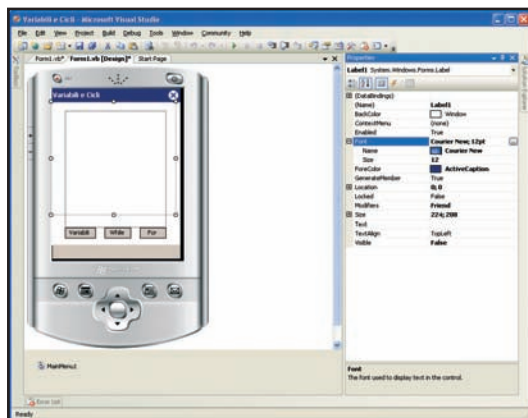 Variabili e Cicli - Microsoft Visual Studio
File Edit View Project Build Debug Data Tools Window Community Help
Form1.vb* Form1.vb [Design]* Start Page
Variabili e Cicli
Variabili While For
MainMenu1
Properties
Label1 System.Windows.Forms.Label
(DataBindings)
(Name) Label1
BackColor Window
ContextMenu (none)
Enabled True
Font Courier New; 12pt
Name Courier New
Size 12
ForeColor ActiveCaption
GenerateMember True
Location 0; 0
Locked False
Modifiers Friend
Size 224; 208
Text
TextAlign TopLeft
Visible False
Font
The font used to display text in the control.
Error List
Ready